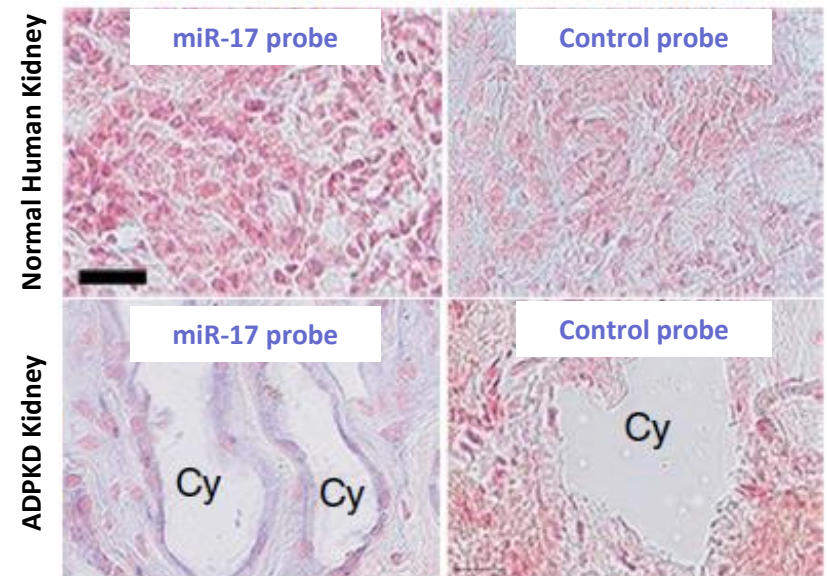 Normal Human Kidney
miR-17 probe
Control probe
ADPKD Kidney
miR-17 probe
Control probe
Cy
Cy
Cy